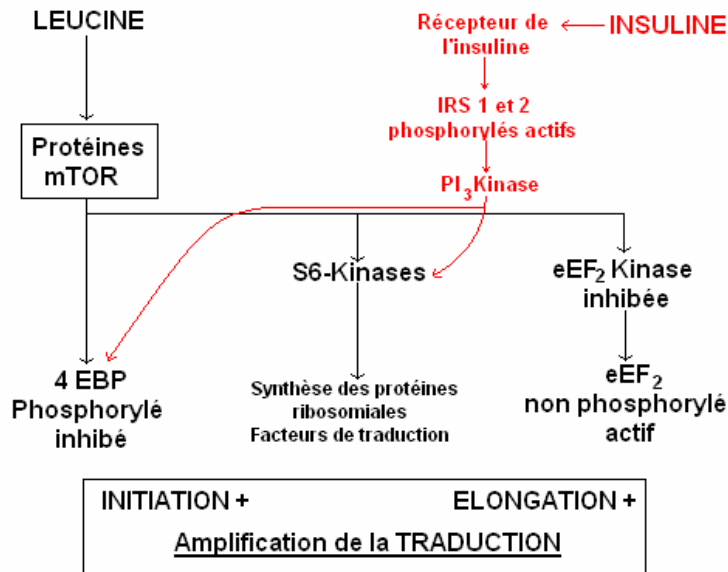 LEUCINE
Récepteur de
l'insuline
INSULINE
IRS 1 et 2
phosphorylés actifs
Protéines
mTOR
PI3Kinase
S6-Kinases
eEF2 Kinase
inhibée
4 EBP
Phosphorylé
inhibé
Synthèse des protéines
ribosomiales
Facteurs de traduction
eEF2
non phosphorylé
actif
INITIATION +
ELONGATION +
Amplification de la TRADUCTION